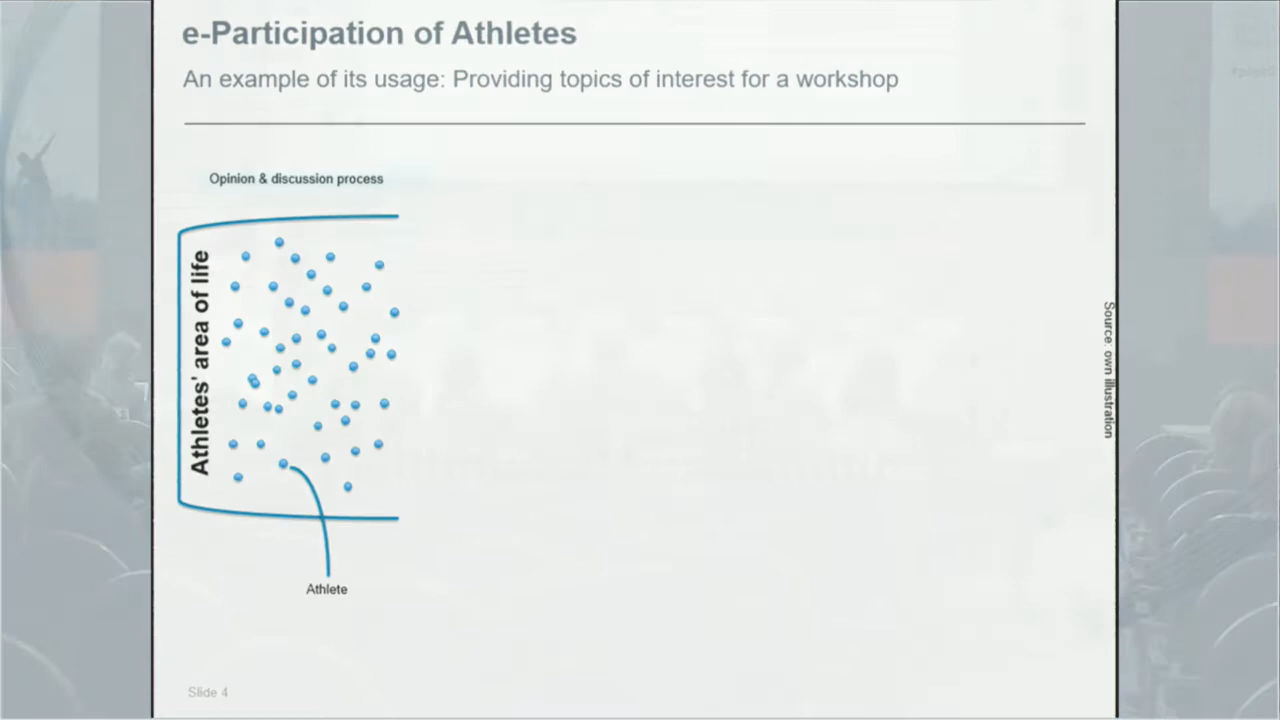 e-Participation of Athletes
An example of its usage: Providing topics of interest for a workshop
Opinion & discussion process
Athletes' area of life
Athlete
Source: own illustration
Slide 4